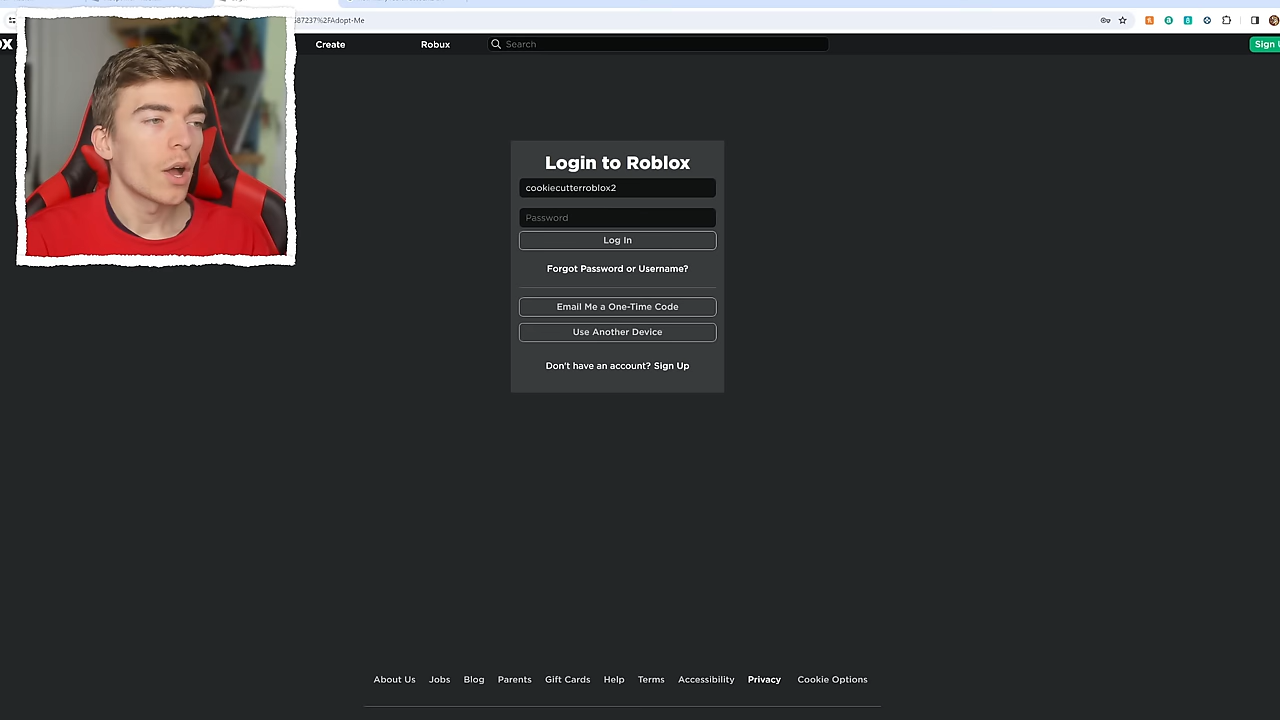 87237%2FAdopt-Me
OX
Create
Robux
Search
Sign
Login to Roblox
cookiecutterroblox2
Password
Log In
Forgot Password or Username?
Email Me a One-Time Code
Use Another Device
Don't have an account? Sign Up
About Us Jobs Blog Parents Gift Cards Help Terms Accessibility Privacy Cookie Options